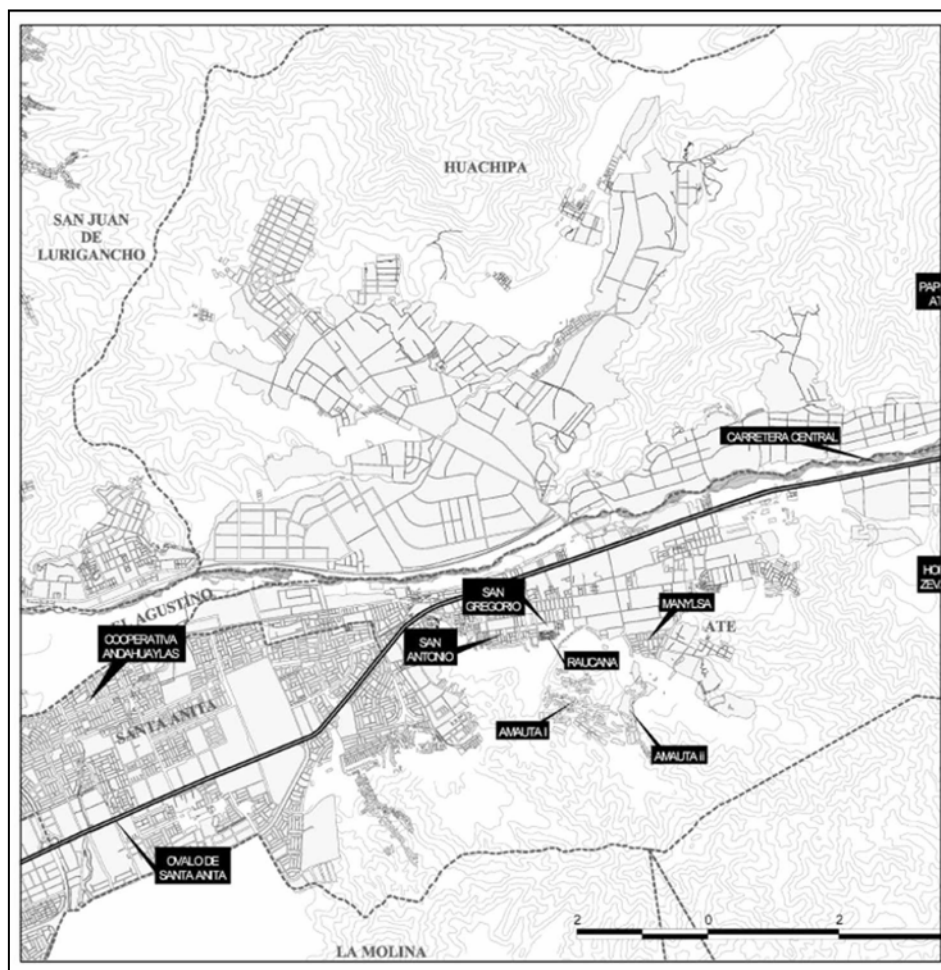 HUACHIPA
SAN JUAN
DE
LURIGANCHO
CARRETERA CENTRAL
EL AGUSTINO
SAN
GREGORIO
MANYLSA
COOPERATIVA
ANDAHUAYLAS
SAN
ANTONIO
ATE
RAUCANA
SANTA ANITA
AMAUTA I
AMAUTA ii
OVALO DE
SANTA ANITA
2 0 2
LA MOLINA